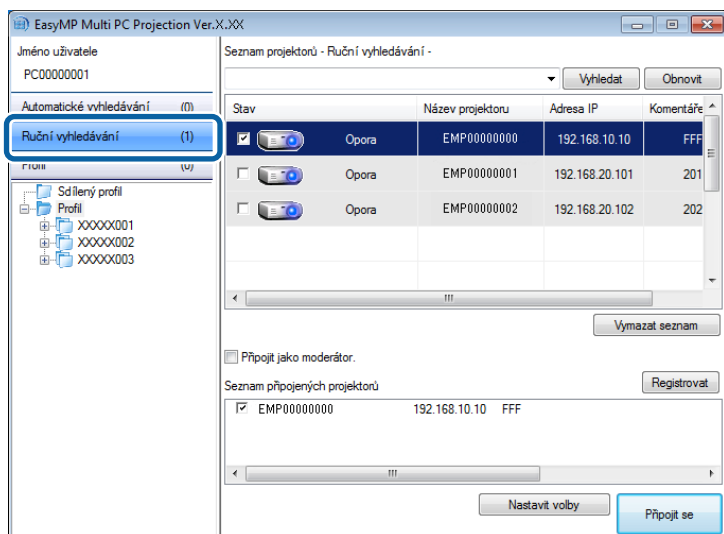 EasyMP Multi PC Projection Ver.X.XX
Jméno uživatele
PC00000001
Automatické vyhledávání (0)
Ruční vyhledávání (1)
Profil (0)
Sdílený profil
Profil
XXXXX001
XXXXX002
XXXXX003
Seznam projektorů - Ruční vyhledávání -
Vyhledat Obnovit
Stav Název projektoru Adresa IP Komentáře
Opora EMP00000000 192.168.10.10 FFF
Opora EMP00000001 192.168.20.101 201
Opora EMP00000002 192.168.20.102 202
Vymazat seznam
Připojit jako moderátor.
Seznam připojených projektorů Registrovat
EMP00000000 192.168.10.10 FFF
Nastavit volby Připojit se